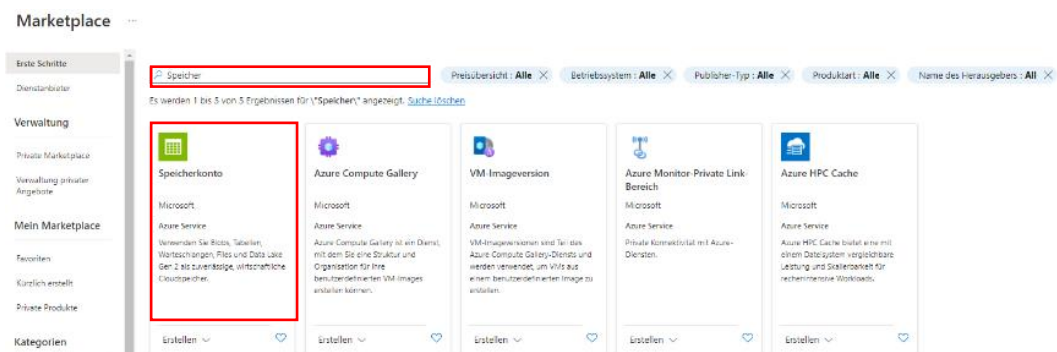 Marketplace ...
Erste Schritte
Dienstanbieter
Verwaltung
Private Marketplace
Verwaltung privater
Angebote
Mein Marketplace
Favoriten
Kürzlich erstellt
Private Produkte
Kategorien
Speicher
Preisübersicht : Alle ×
Betriebssystem : Alle ×
Publisher-Typ : Alle ×
Produktart : Alle ×
Name des Herausgebers : All ×
Es werden 1 bis 5 von 5 Ergebnissen für \"Speicher\" angezeigt. Suche löschen
Speicherkonto
Microsoft
Azure Service
Verwenden Sie Blobs, Tabellen,
Warteschlangen, Files und Data Lake
Gen 2 als zuverlässige, wirtschaftliche
Cloudspeicher.
Erstellen
Azure Compute Gallery
Microsoft
Azure Service
Azure Compute Gallery ist ein Dienst,
mit dem Sie eine Struktur und
Organisation für Ihre
benutzerdefinierten VM-Images
erstellen können.
Erstellen
VM-Imageversion
Microsoft
Azure Service
VM-Imageversionen sind Teil des
Azure Compute Gallery-Diensts und
werden verwendet, um VMs aus
einem benutzerdefinierten Image zu
erstellen.
Erstellen
Azure Monitor-Private Link-
Bereich
Microsoft
Azure Service
Private Konnektivität mit Azure-
Diensten.
Erstellen
Azure HPC Cache
Microsoft
Azure Service
Azure HPC Cache bietet eine mit
einem Dateisystem vergleichbare
Leistung und Skalierbarkeit für
rechenintensive Workloads.
Erstellen